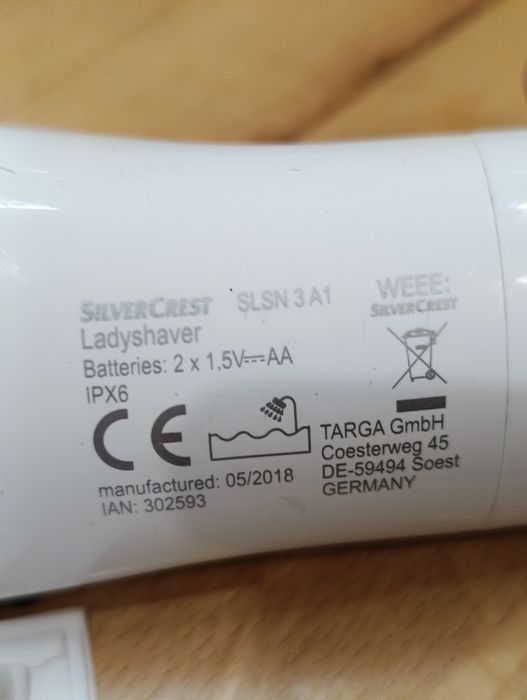 SILVERCREST SLSN 3 A1
Ladyshaver
Batteries: 2 x 1,5V⎓AA
IPX6
CE
manufactured: 05/2018
IAN: 302593
WEEE:
SILVERCREST
TARGA GmbH
Coesterweg 45
DE-59494 Soest
GERMANY